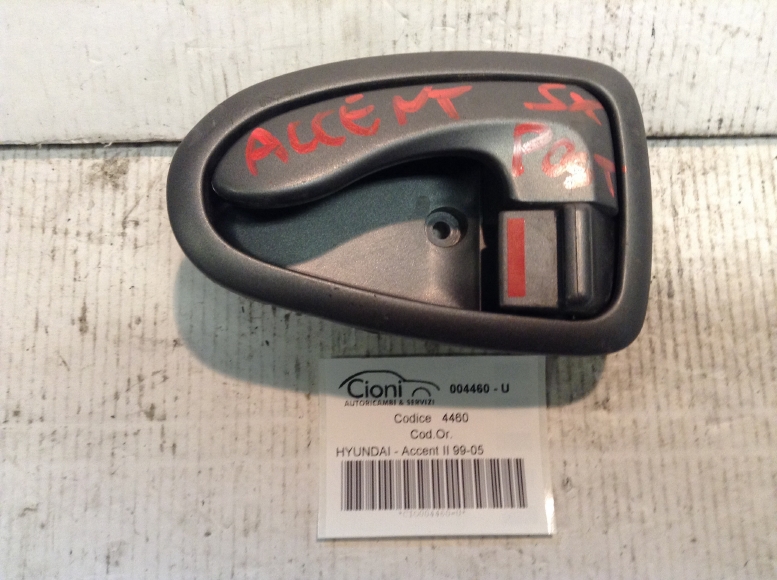 ACCENT SX
POST
Cioni 004460 - U
AUTORICAMBI & SERVIZI
Codice 4460
Cod.Or.
HYUNDAI - Accent II 99-05